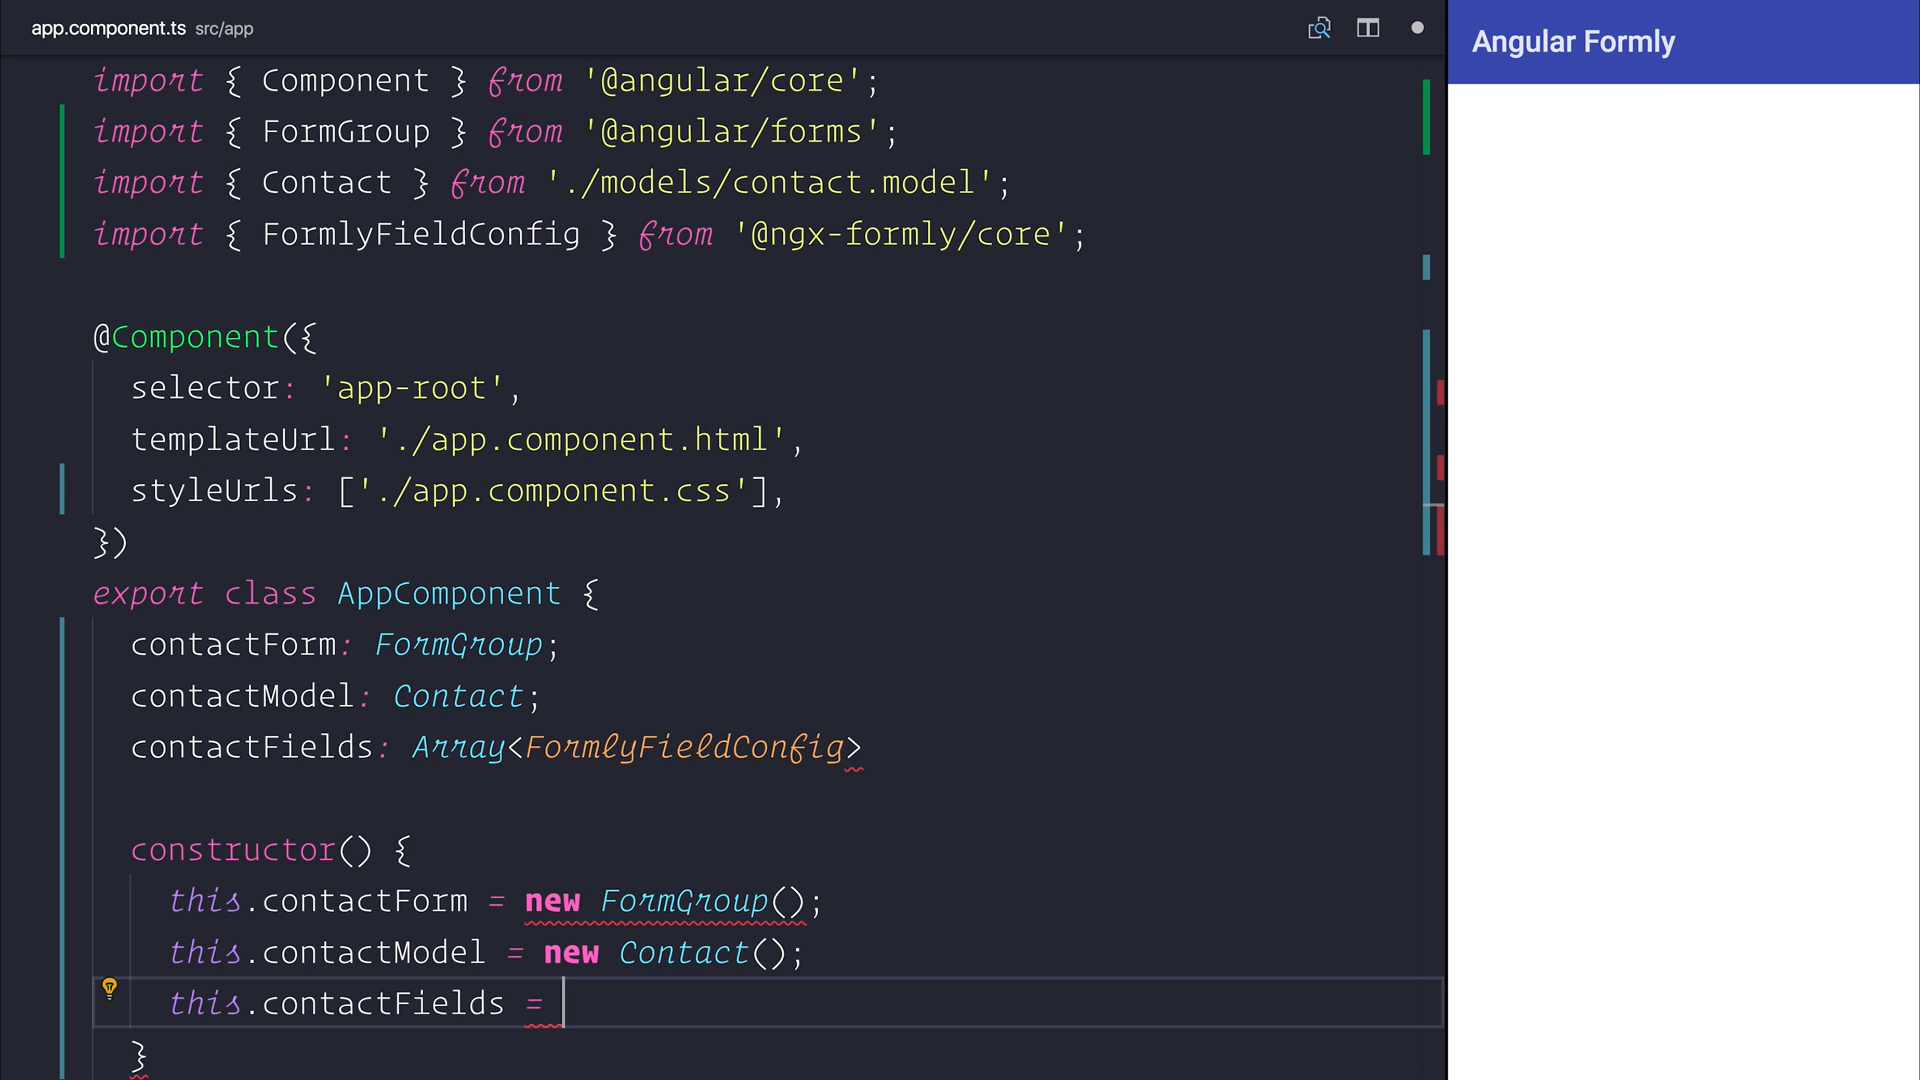 app.component.ts src/app
Angular Formly
import { Component } from '@angular/core';
import { FormGroup } from '@angular/forms';
import { Contact } from './models/contact.model';
import { FormlyFieldConfig } from '@ngx-formly/core';
@Component({
selector: 'app-root',
templateUrl: './app.component.html',
styleUrls: ['./app.component.css'],
})
export class AppComponent {
contactForm: FormGroup;
contactModel: Contact;
contactFields: Array<FormlyFieldConfig>
constructor() {
this.contactForm = new FormGroup();
this.contactModel = new Contact();
this.contactFields =
}